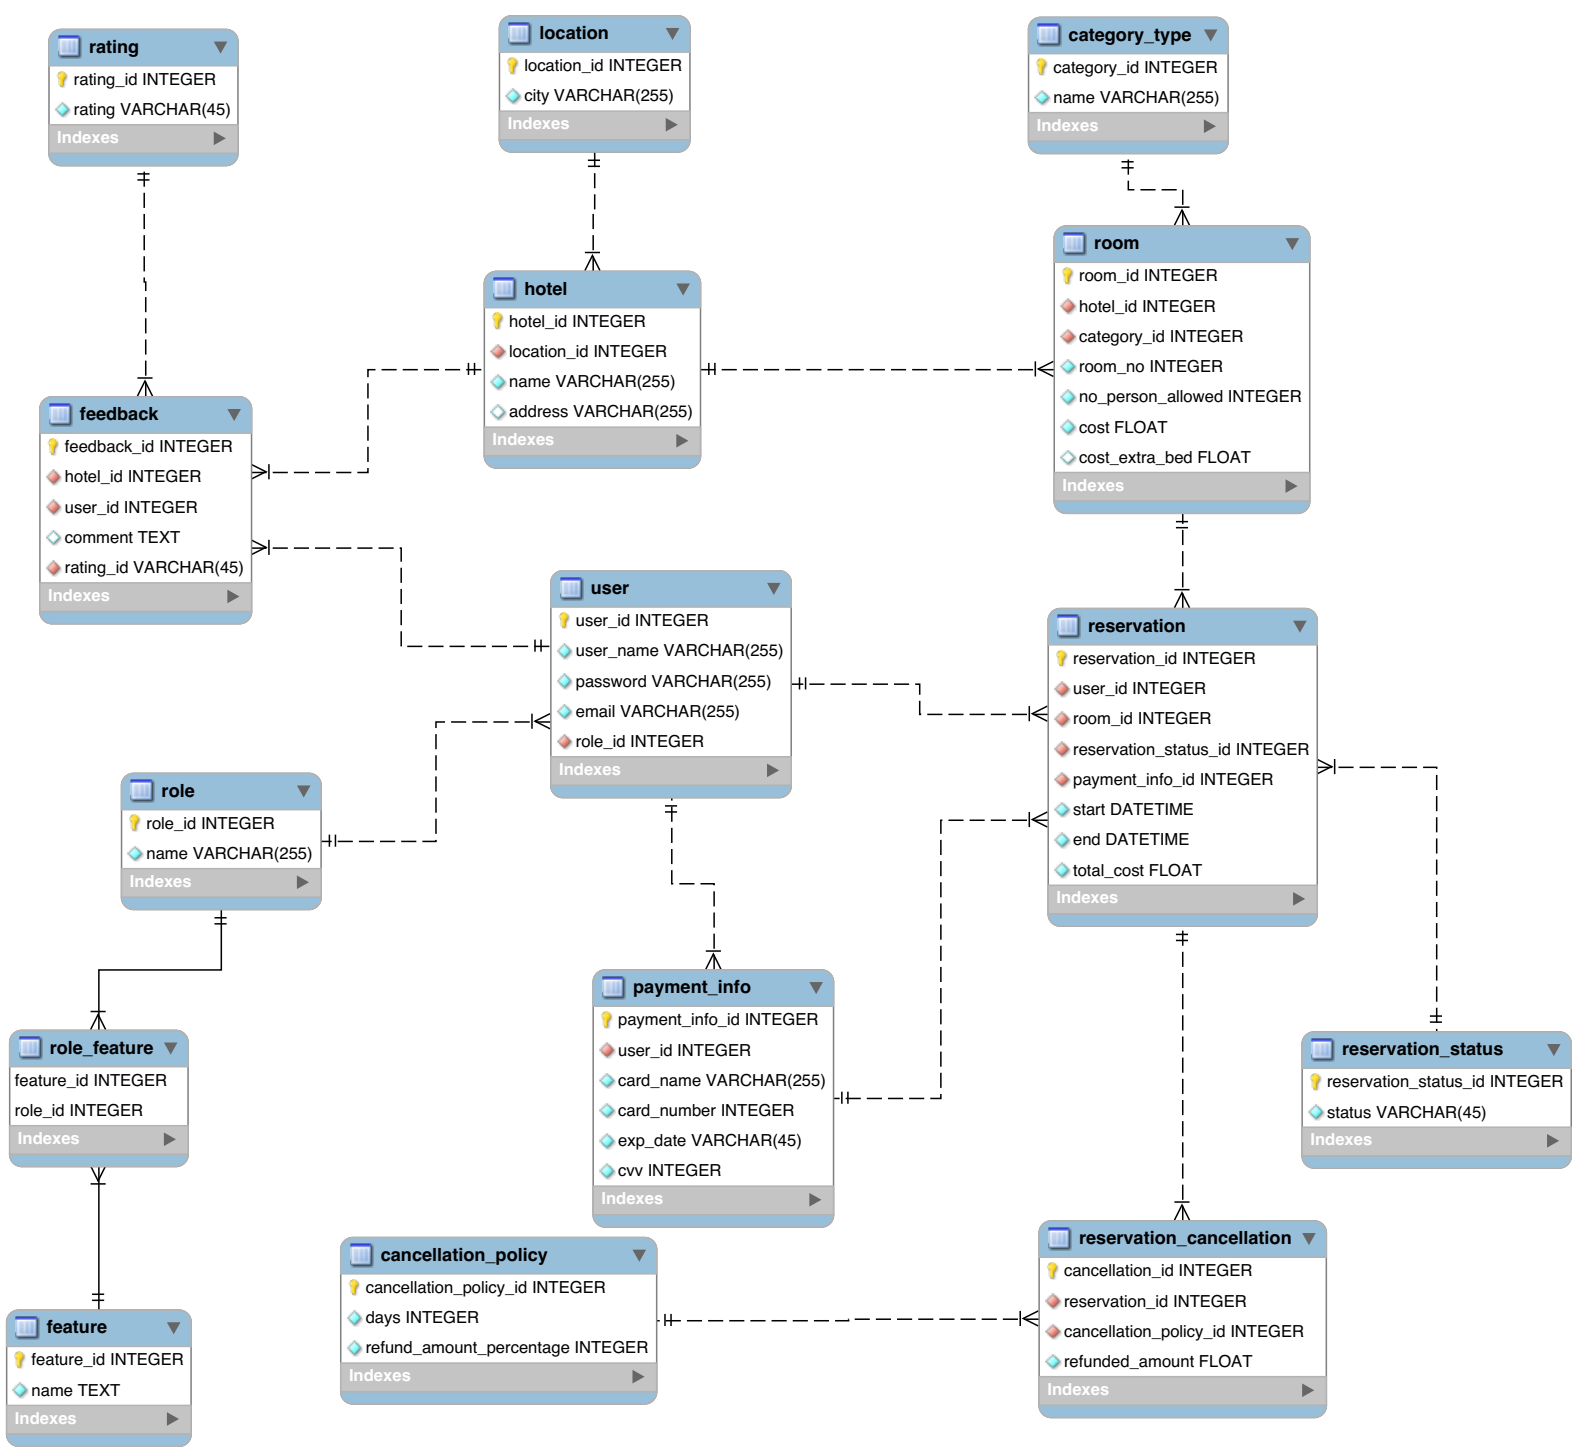 rating
rating_id INTEGER
rating VARCHAR(45)
Indexes
location
location_id INTEGER
city VARCHAR(255)
Indexes
category_type
category_id INTEGER
name VARCHAR(255)
Indexes
hotel
hotel_id INTEGER
location_id INTEGER
name VARCHAR(255)
address VARCHAR(255)
Indexes
room
room_id INTEGER
hotel_id INTEGER
category_id INTEGER
room_no INTEGER
no_person_allowed INTEGER
cost FLOAT
cost_extra_bed FLOAT
Indexes
feedback
feedback_id INTEGER
hotel_id INTEGER
user_id INTEGER
comment TEXT
rating_id VARCHAR(45)
Indexes
user
user_id INTEGER
user_name VARCHAR(255)
password VARCHAR(255)
email VARCHAR(255)
role_id INTEGER
Indexes
reservation
reservation_id INTEGER
user_id INTEGER
room_id INTEGER
reservation_status_id INTEGER
payment_info_id INTEGER
start DATETIME
end DATETIME
total_cost FLOAT
Indexes
role
role_id INTEGER
name VARCHAR(255)
Indexes
payment_info
payment_info_id INTEGER
user_id INTEGER
card_name VARCHAR(255)
card_number INTEGER
exp_date VARCHAR(45)
cvv INTEGER
Indexes
role_feature
feature_id INTEGER
role_id INTEGER
Indexes
reservation_status
reservation_status_id INTEGER
status VARCHAR(45)
Indexes
cancellation_policy
cancellation_policy_id INTEGER
days INTEGER
refund_amount_percentage INTEGER
Indexes
reservation_cancellation
cancellation_id INTEGER
reservation_id INTEGER
cancellation_policy_id INTEGER
refunded_amount FLOAT
Indexes
feature
feature_id INTEGER
name TEXT
Indexes